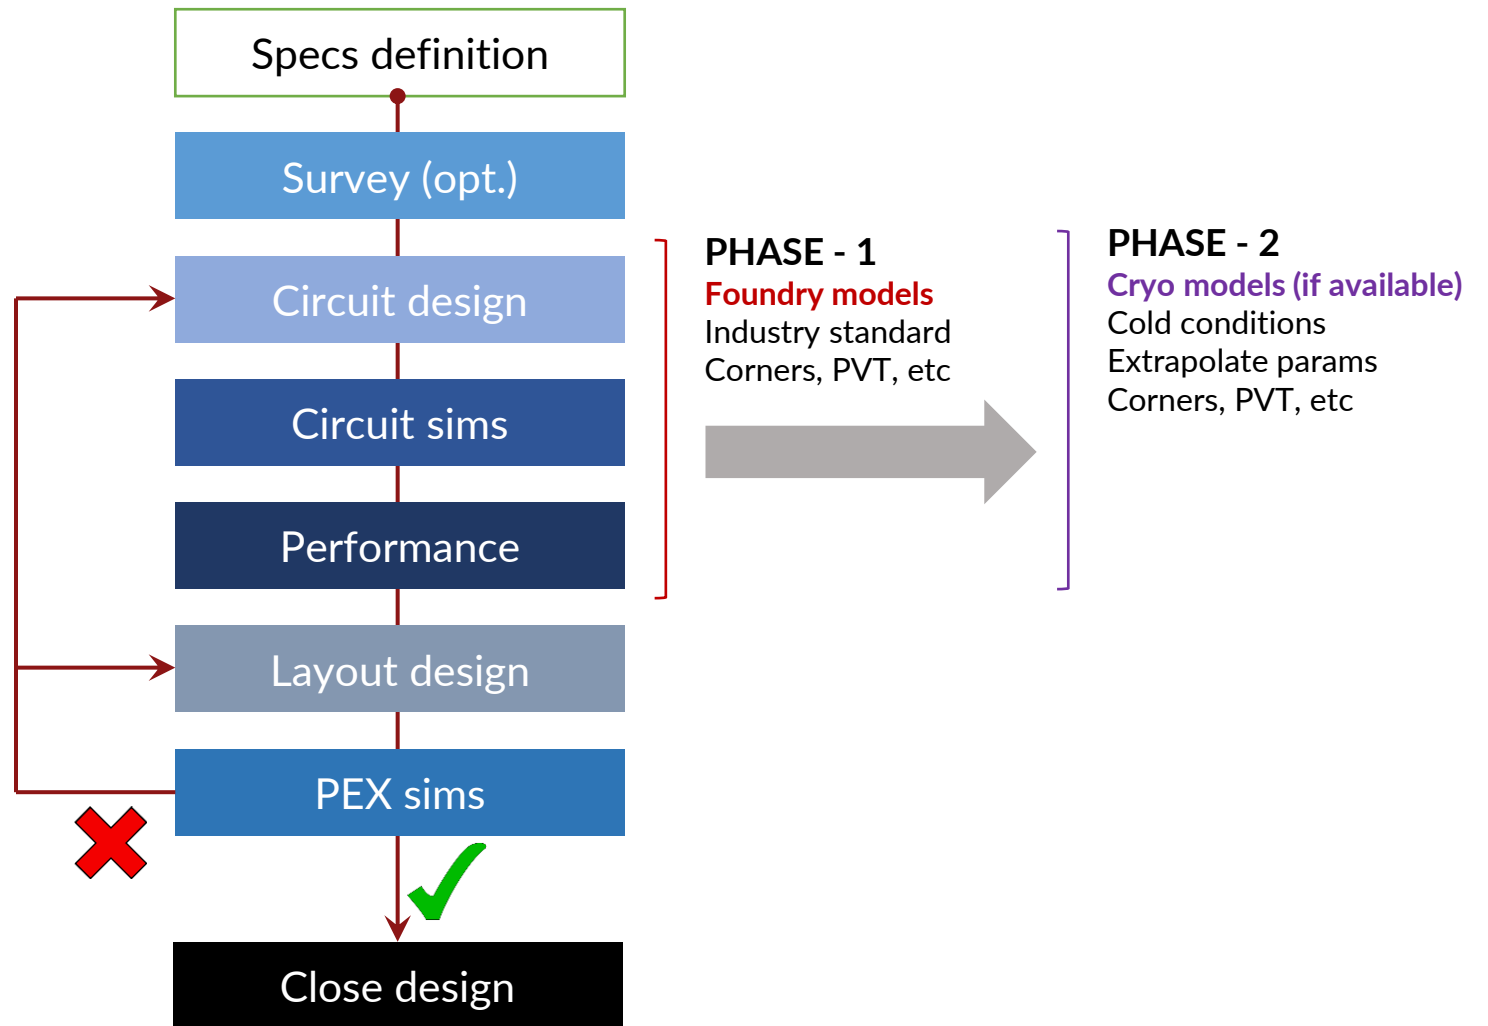 Specs definition
Survey (opt.)
Circuit design
Circuit sims
Performance
Layout design
PEX sims
Close design
PHASE - 1
Foundry models
Industry standard
Corners, PVT, etc
PHASE - 2
Cryo models (if available)
Cold conditions
Extrapolate params
Corners, PVT, etc